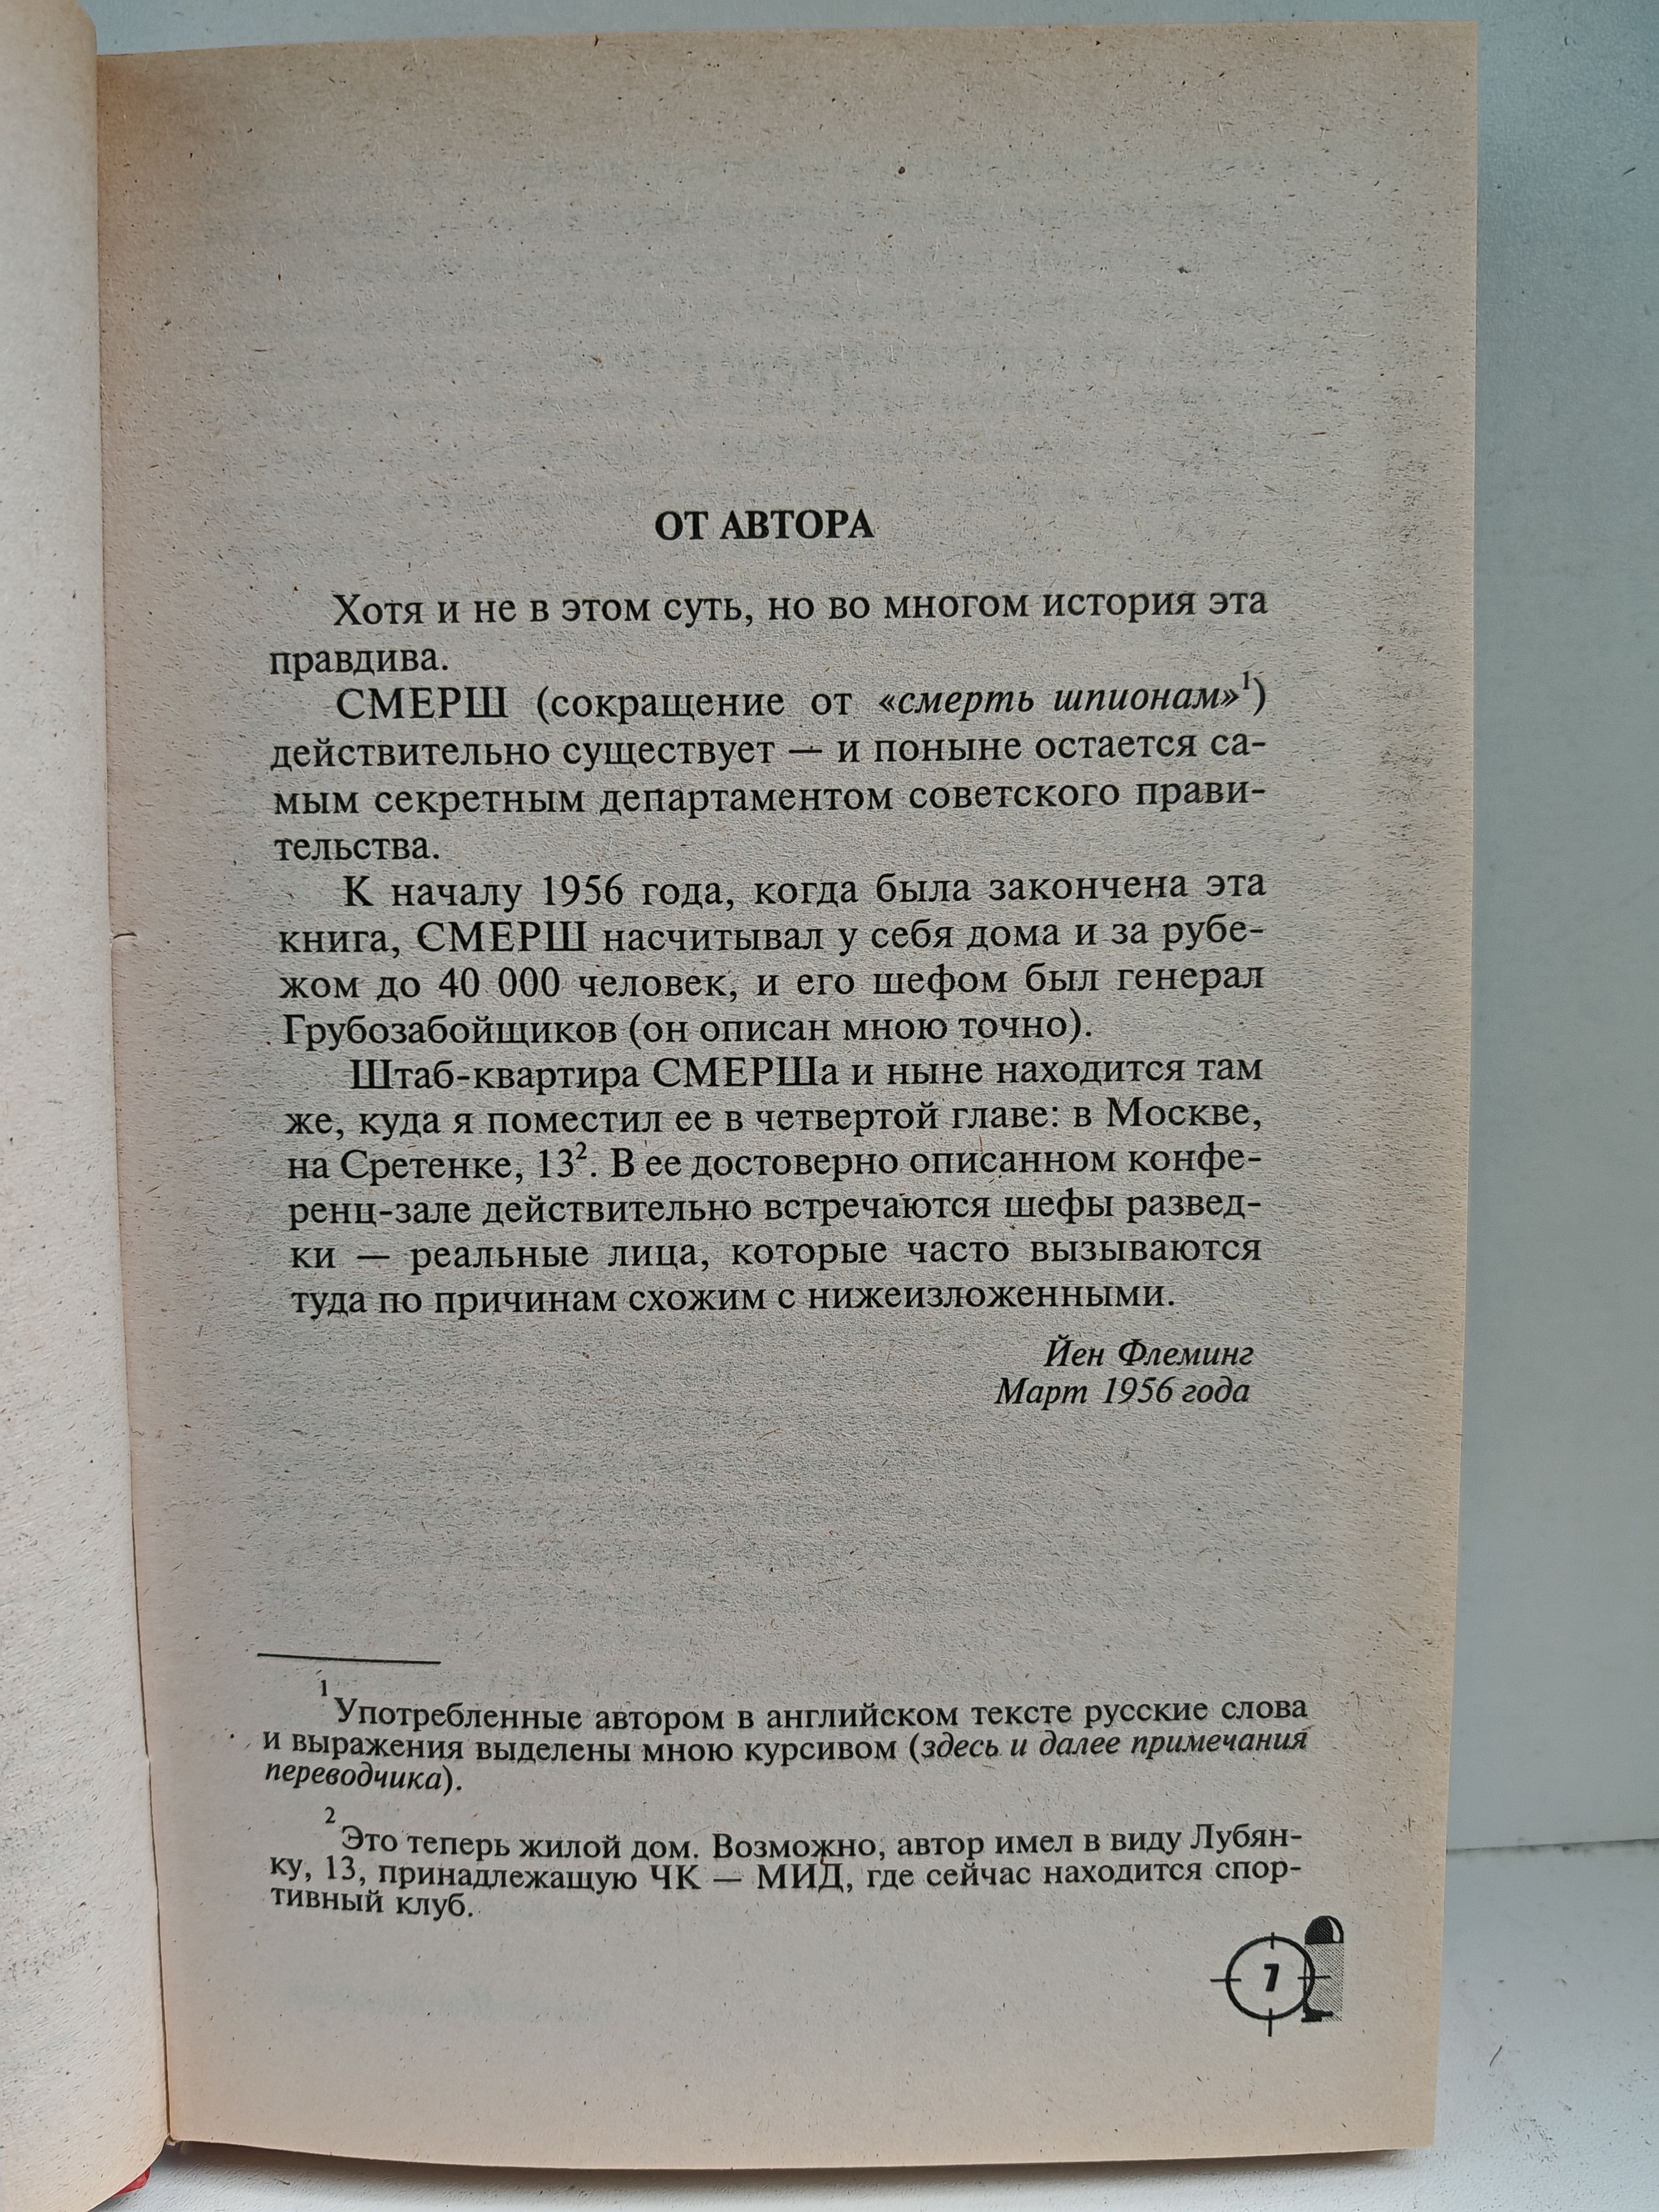 ОТ АВТОРА
Хотя и не в этом суть, но во многом история эта
правдива.
СМЕРШ (сокращение от «смерть шпионам»¹)
действительно существует — и поныне остается са-
мым секретным департаментом советского прави-
тельства.
К началу 1956 года, когда была закончена эта
книга, СМЕРШ насчитывал у себя дома и за рубе-
жом до 40 000 человек, и его шефом был генерал
Грубозабойщиков (он описан мною точно).
Штаб-квартира СМЕРШа и ныне находится там
же, куда я поместил ее в четвертой главе: в Москве,
на Сретенке, 13². В ее достоверно описанном конфе-
ренц-зале действительно встречаются шефы развед-
ки — реальные лица, которые часто вызываются
туда по причинам схожим с нижеизложенными.
Йен Флеминг
Март 1956 года
¹ Употребленные автором в английском тексте русские слова
и выражения выделены мною курсивом (здесь и далее примечания
переводчика).
² Это теперь жилой дом. Возможно, автор имел в виду Лубян-
ку, 13, принадлежащую ЧК — МИД, где сейчас находится спор-
тивный клуб.
7